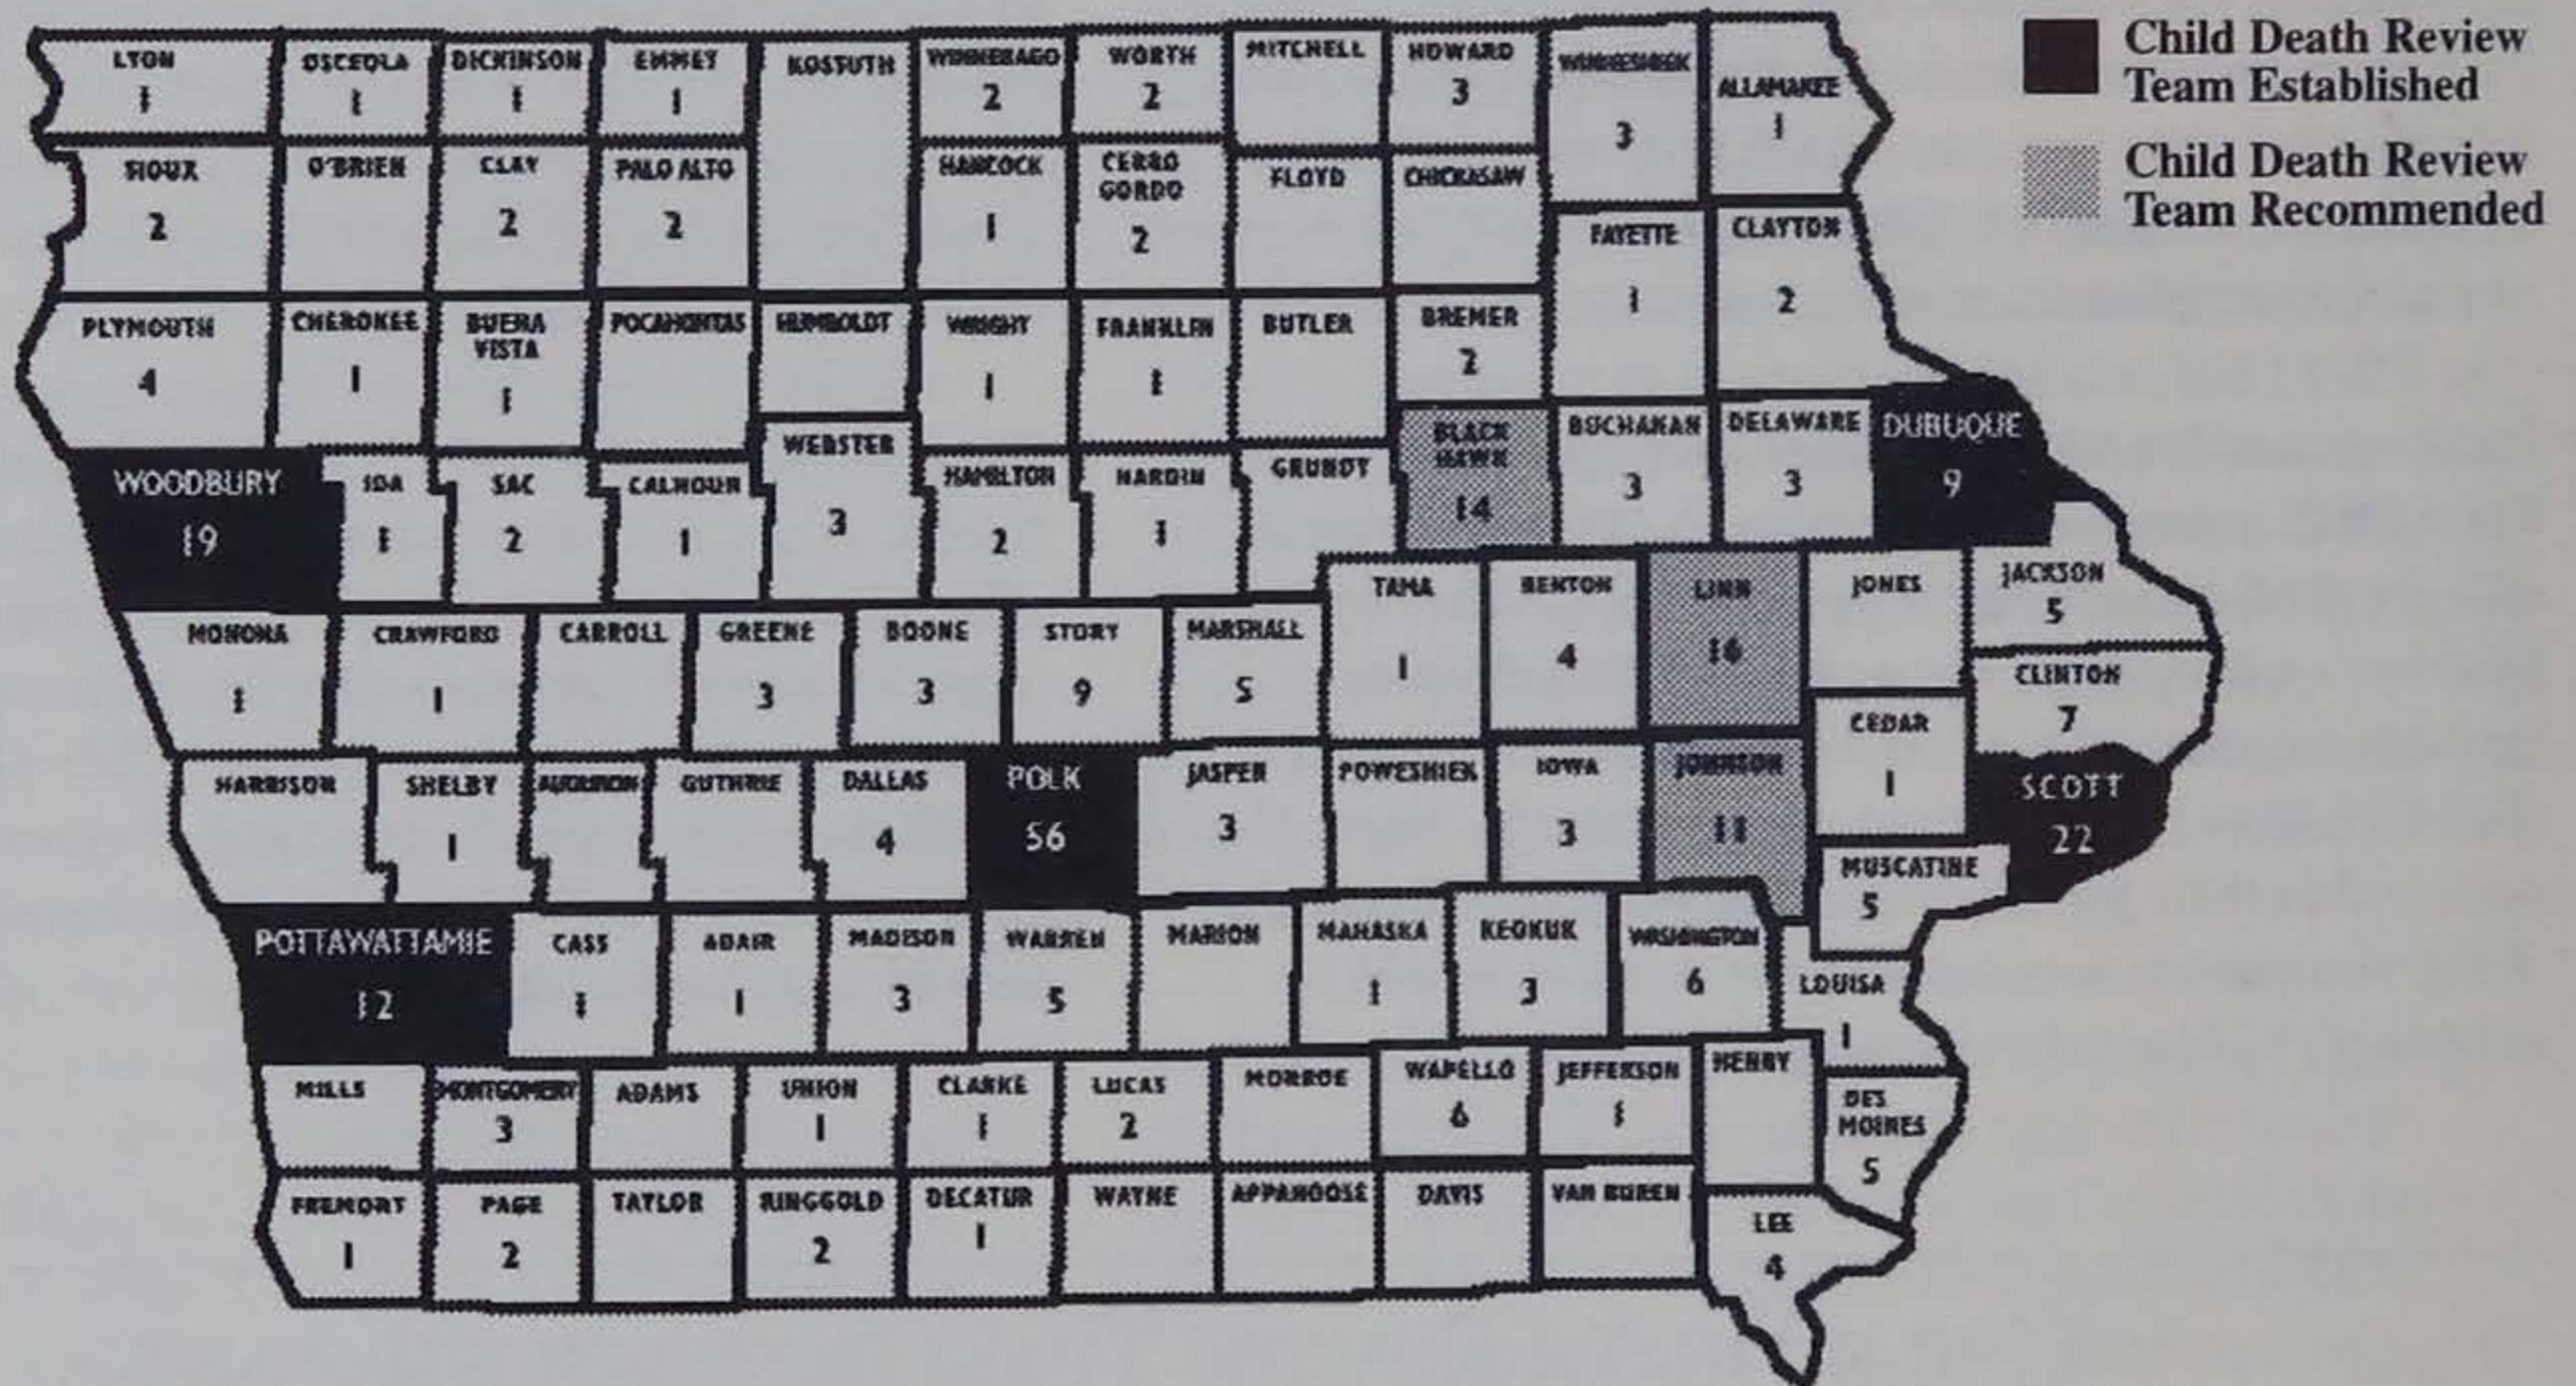 Child Death Review
Team Established
Child Death Review
Team Recommended
LYON
1
OSCEOLA
1
DICKINSON
1
EMMET
1
KOSSUTH
WINNEBAGO
2
WORTH
2
MITCHELL
HOWARD
3
WINNESHIEK
3
ALLAMAKEE
1
SIOUX
2
O'BRIEN
CLAY
2
PALO ALTO
2
HANCOCK
1
CERRO
GORDO
2
FLOYD
CHICKASAW
FAYETTE
1
CLAYTON
2
PLYMOUTH
4
CHEROKEE
1
BUENA
VISTA
1
POCAHONTAS
HUMBOLDT
WRIGHT
1
FRANKLIN
1
BUTLER
BREMER
2
WOODBURY
19
IDA
1
SAC
2
CALHOUN
1
WEBSTER
3
HAMILTON
2
HARDIN
1
GRUNDY
BLACK
HAWK
14
BUCHANAN
3
DELAWARE
3
DUBUQUE
9
MONONA
1
CRAWFORD
1
CARROLL
GREENE
3
BOONE
3
STORY
9
MARSHALL
5
TAMA
1
BENTON
4
LINN
16
JONES
JACKSON
5
CLINTON
7
HARRISON
SHELBY
1
AUDUBON
GUTHRIE
DALLAS
4
POLK
56
JASPER
3
POWESHIEK
IOWA
3
JOHNSON
11
CEDAR
1
SCOTT
22
MUSCATINE
5
POTTAWATTAMIE
12
CASS
1
ADAIR
1
MADISON
3
WARREN
5
MARION
MAHASKA
1
KEOKUK
3
WASHINGTON
6
LOUISA
1
MILLS
MONTGOMERY
3
ADAMS
UNION
1
CLARKE
1
LUCAS
2
MONROE
WAPELLO
6
JEFFERSON
1
HENRY
DES
MOINES
5
FREMONT
1
PAGE
2
TAYLOR
RINGGOLD
2
DECATUR
1
WAYNE
APPANOOSE
DAVIS
VAN BUREN
LEE
4